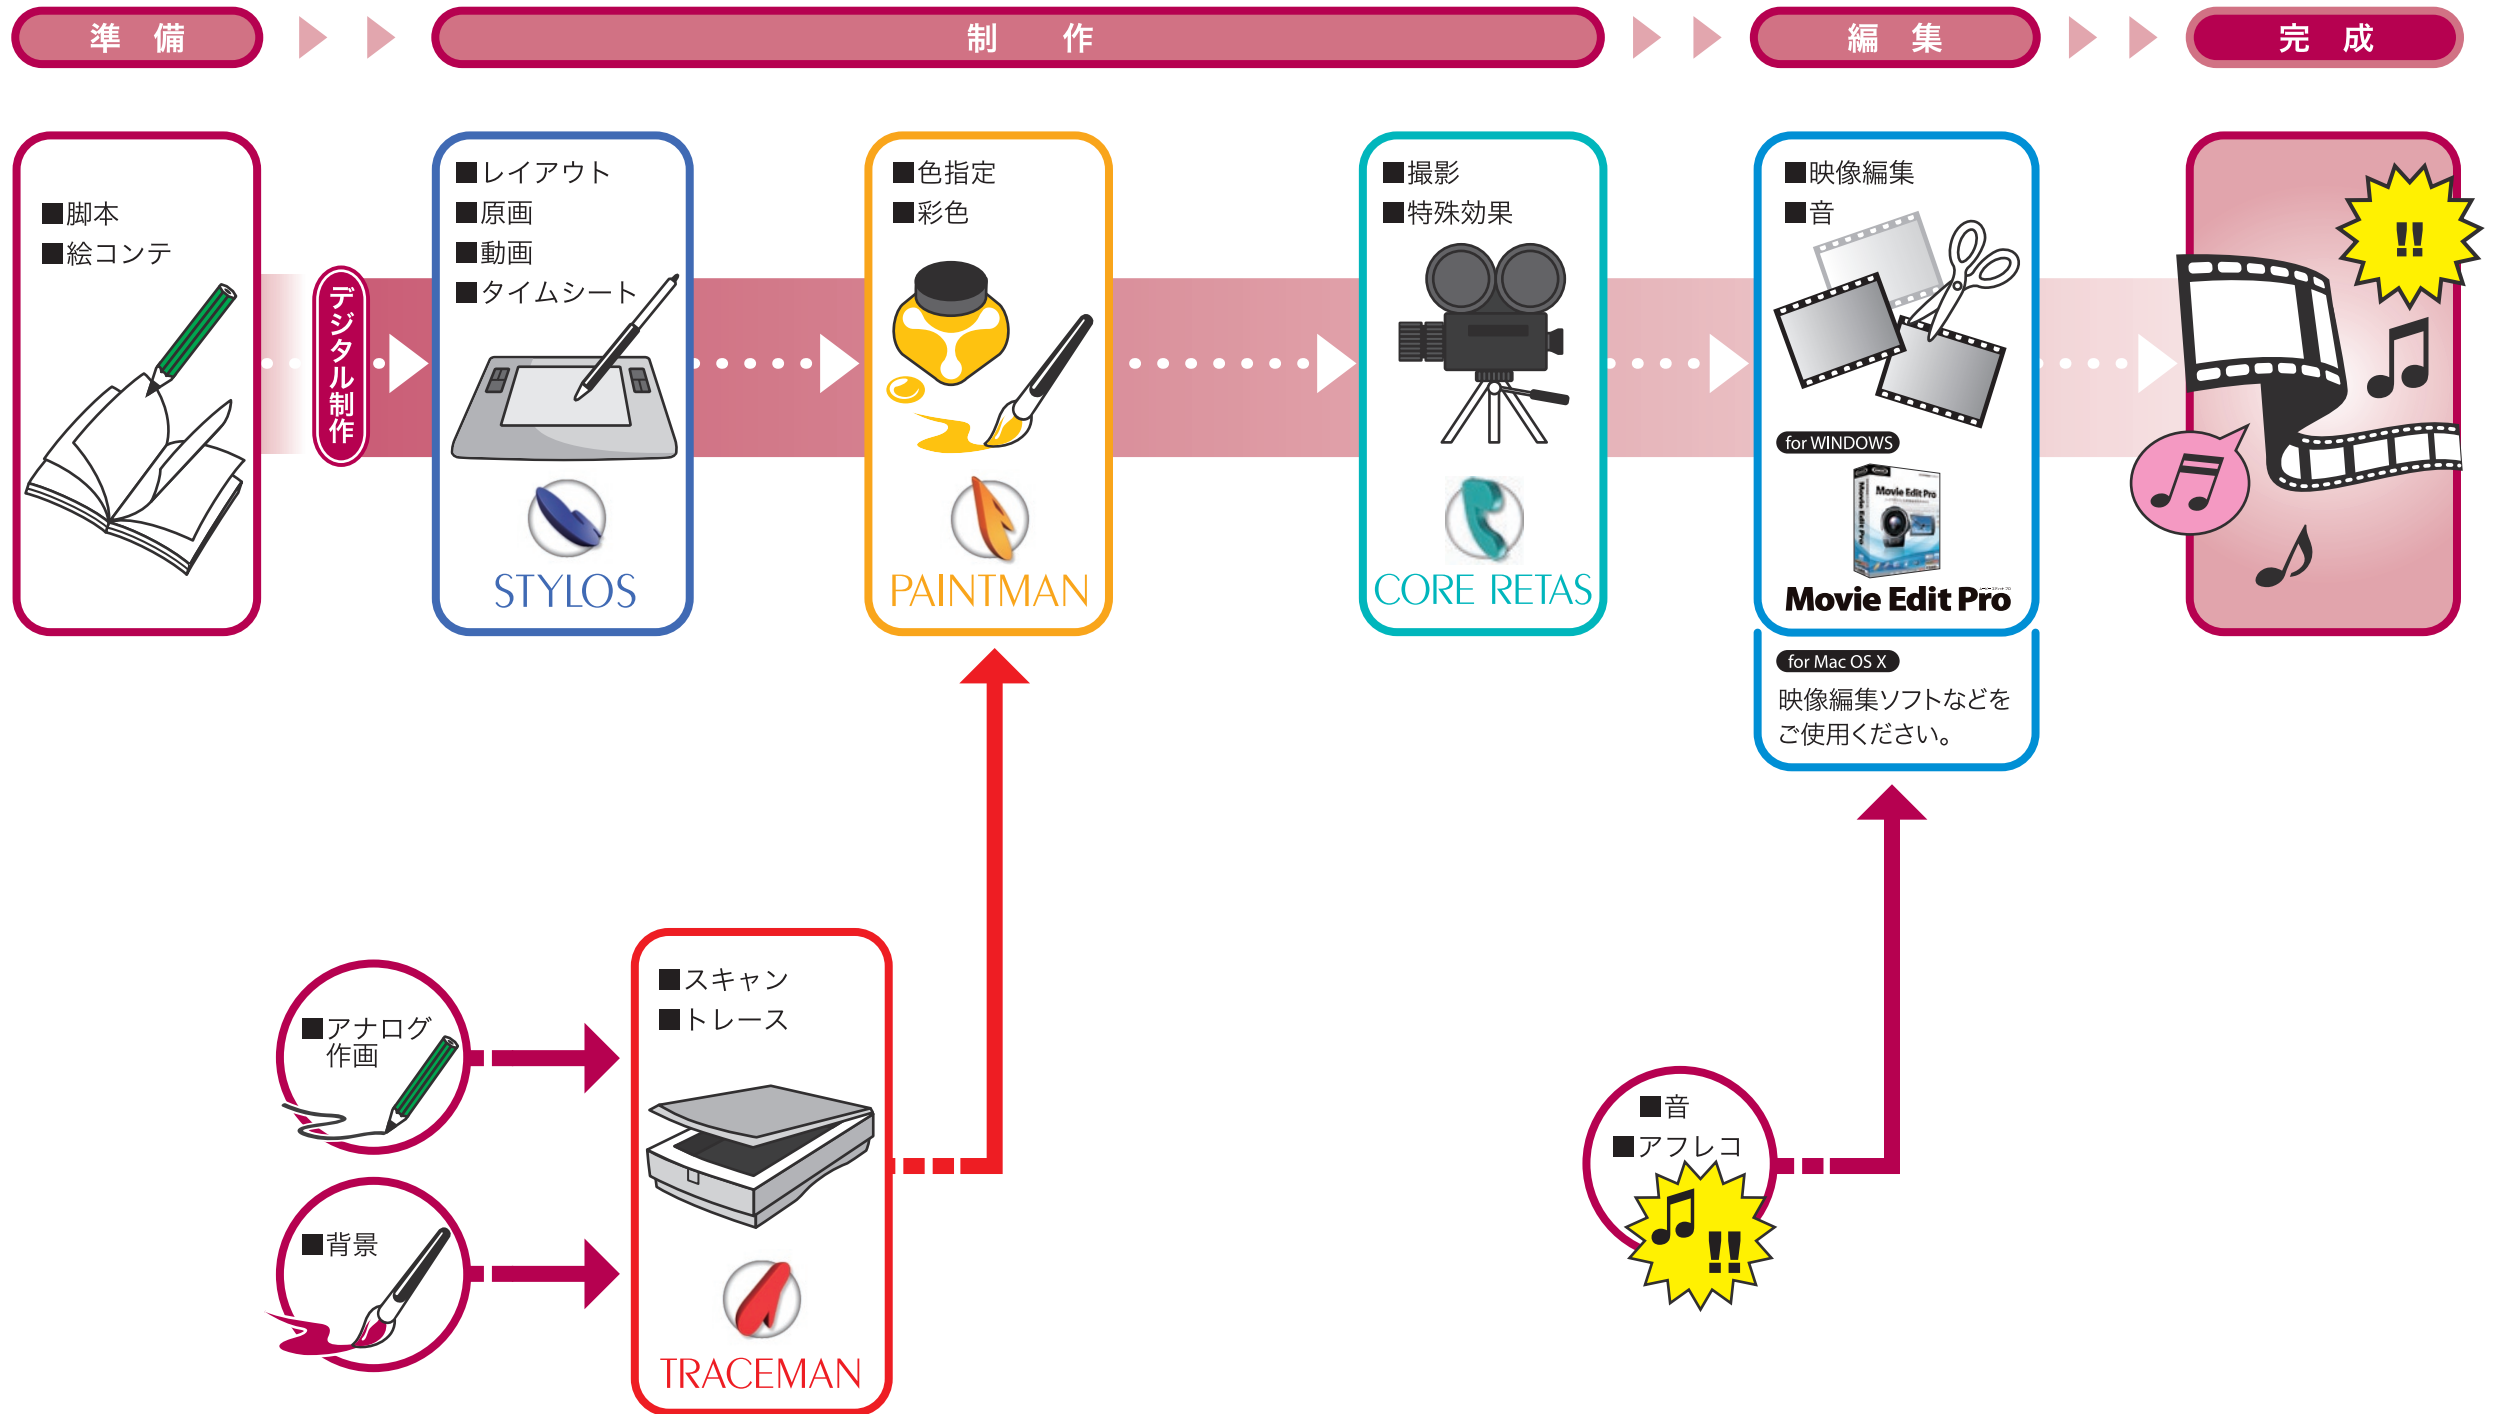 準 備
制 作
編 集
完 成
■脚本
■絵コンテ
デジタル制作
■レイアウト
■原画
■動画
■タイムシート
STYLOS
■色指定
■彩色
PAINTMAN
■撮影
■特殊効果
CORE RETAS
■映像編集
■音
for WINDOWS
Movie Edit Pro
Movie Edit Pro
Movie Edit Pro
for Mac OS X
映像編集ソフトなどを
ご使用ください。
!!
■アナログ
作画
■背景
■スキャン
■トレース
TRACEMAN
■音
■アフレコ
!!